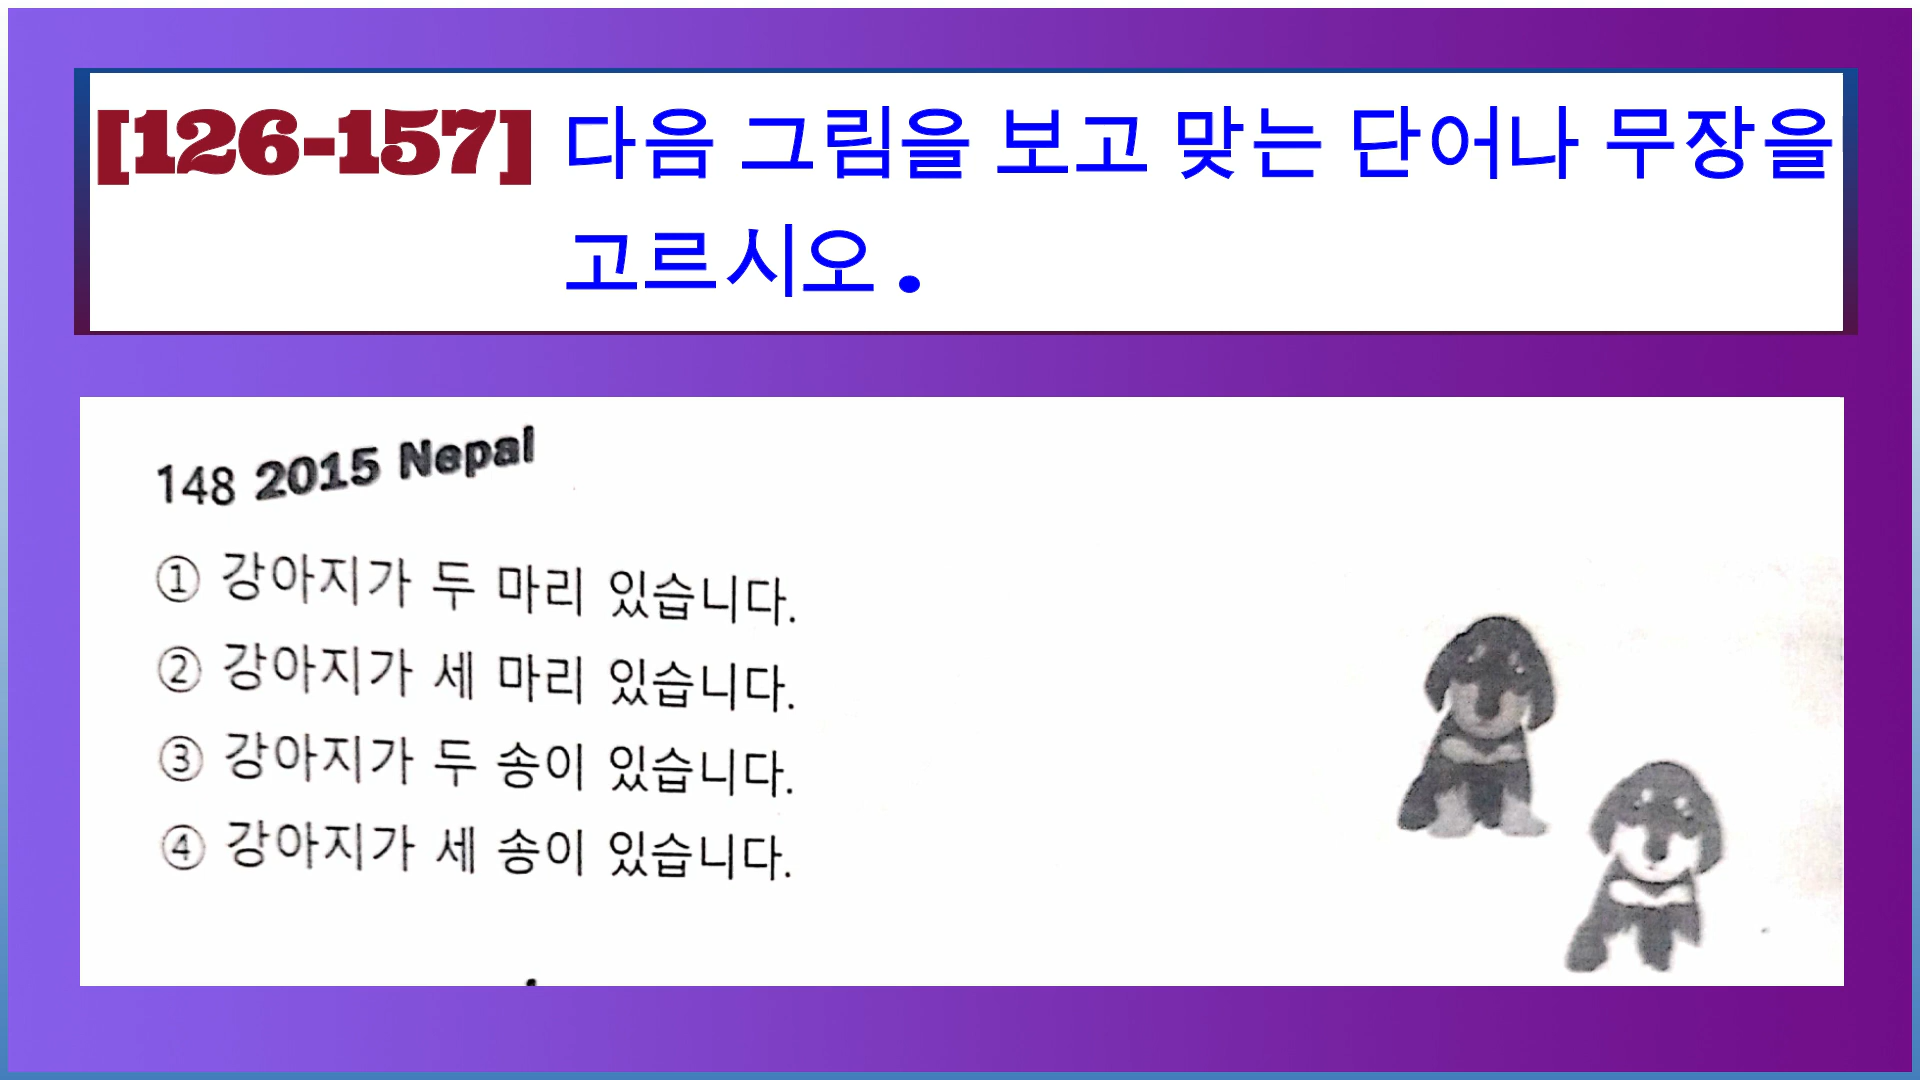 [126-157] 다음 그림을 보고 맞는 단어나 무장을
고르시오.
148 2015 Nepal
① 강아지가 두 마리 있습니다.
② 강아지가 세 마리 있습니다.
③ 강아지가 두 송이 있습니다.
④ 강아지가 세 송이 있습니다.